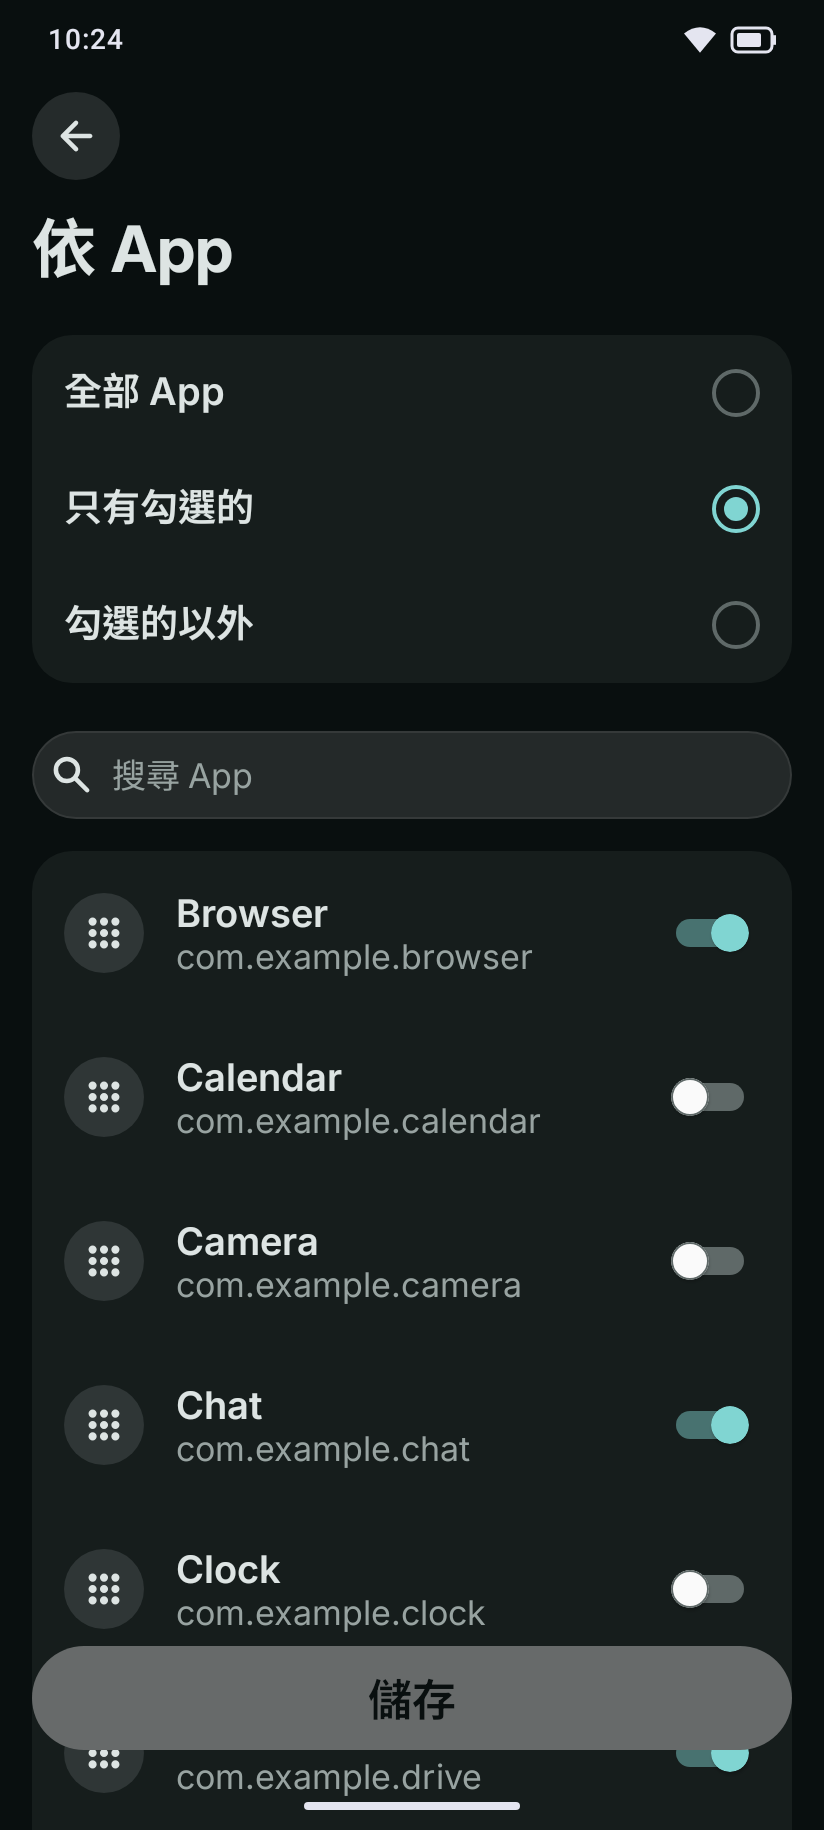 10:24
依 App
全部 App
只有勾選的
勾選的以外
搜尋 App
Browser
com.example.browser
Calendar
com.example.calendar
Camera
com.example.camera
Chat
com.example.chat
Clock
com.example.clock
儲存
com.example.drive